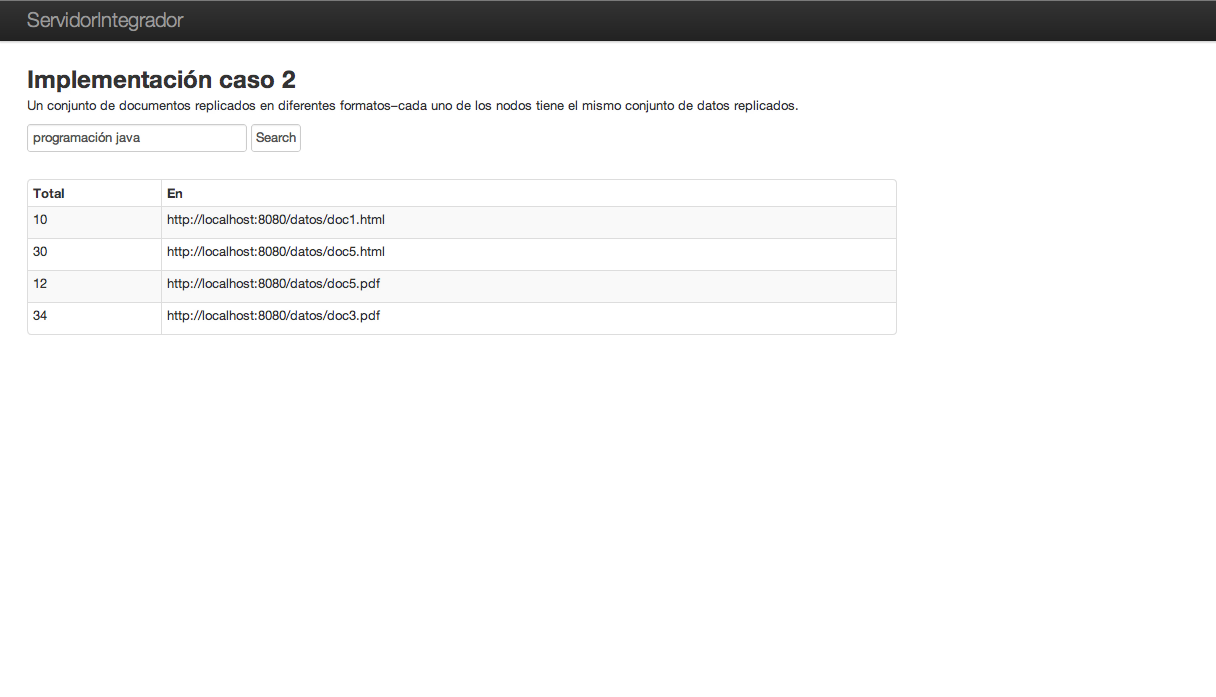 ServidorIntegrador
Implementación caso 2
Un conjunto de documentos replicados en diferentes formatos–cada uno de los nodos tiene el mismo conjunto de datos replicados.
programación java Search
Total En
10 http://localhost:8080/datos/doc1.html
30 http://localhost:8080/datos/doc5.html
12 http://localhost:8080/datos/doc5.pdf
34 http://localhost:8080/datos/doc3.pdf